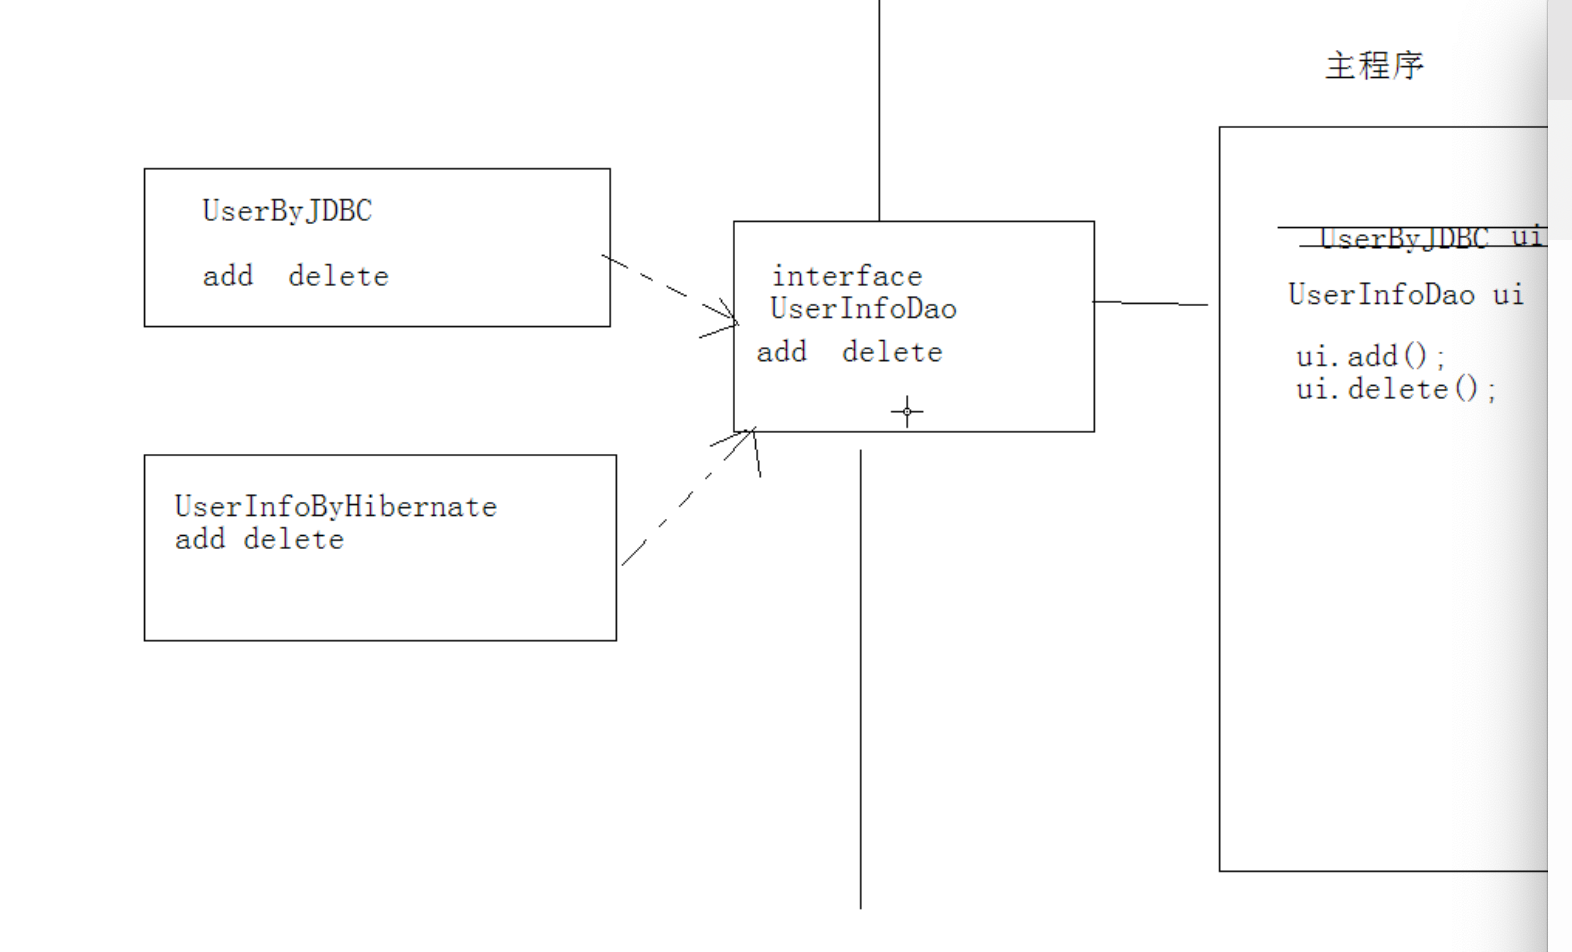 主程序
UserByJDBC
add  delete
interface
UserInfoDao
add  delete
UserInfoByHibernate
add delete
UserByJDBC ui
UserInfoDao ui
ui.add();
ui.delete();